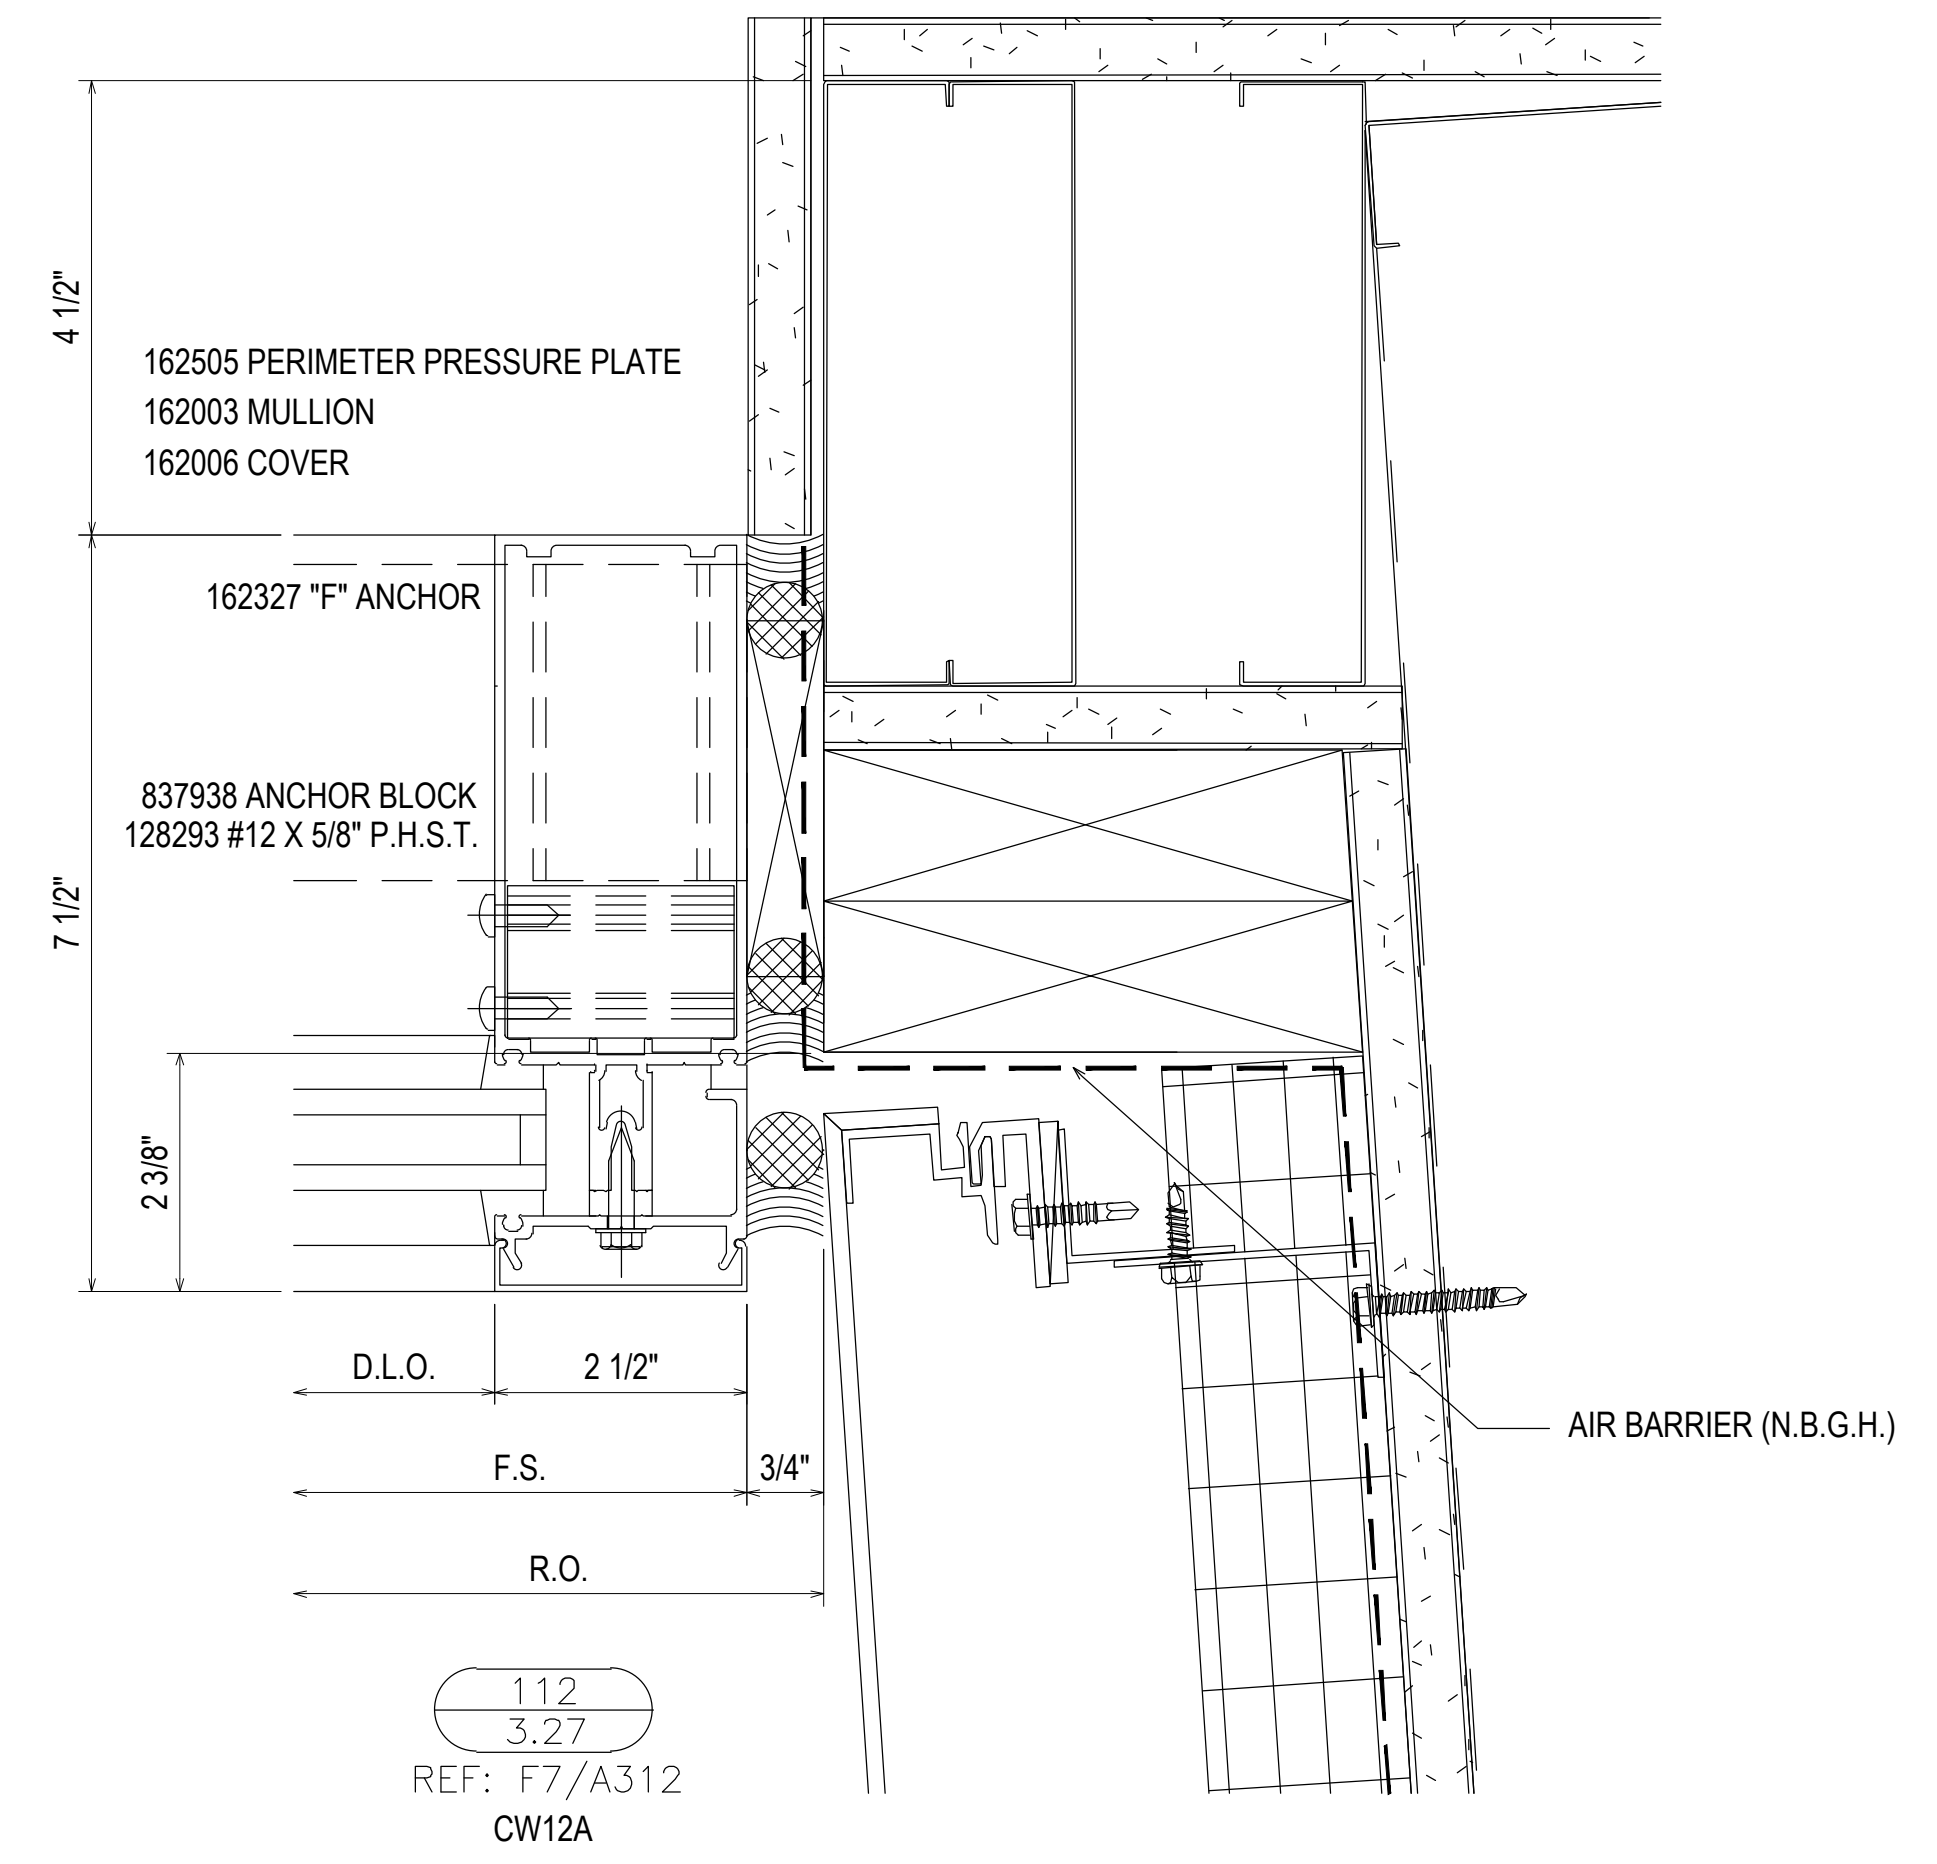 4 1/2"
162505 PERIMETER PRESSURE PLATE
162003 MULLION
162006 COVER
162327 "F" ANCHOR
837938 ANCHOR BLOCK
128293 #12 X 5/8" P.H.S.T.
7 1/2"
2 3/8"
D.L.O.
2 1/2"
AIR BARRIER (N.B.G.H.)
F.S.
3/4"
R.O.
112
3.27
REF: F7/A312
CW12A